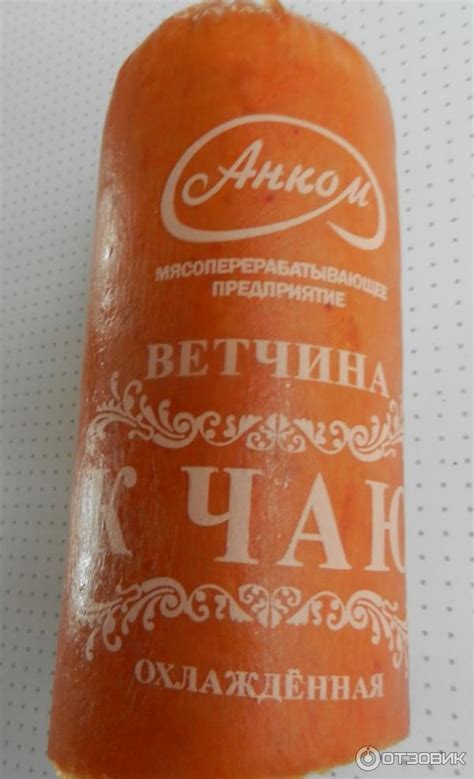 Анком
МЯСОПЕРЕРАБАТЫВАЮЩЕЕ
ПРЕДПРИЯТИЕ
ВЕТЧИНА
К ЧАЮ
ОХЛАЖДЁННАЯ
ОТЗОВИК